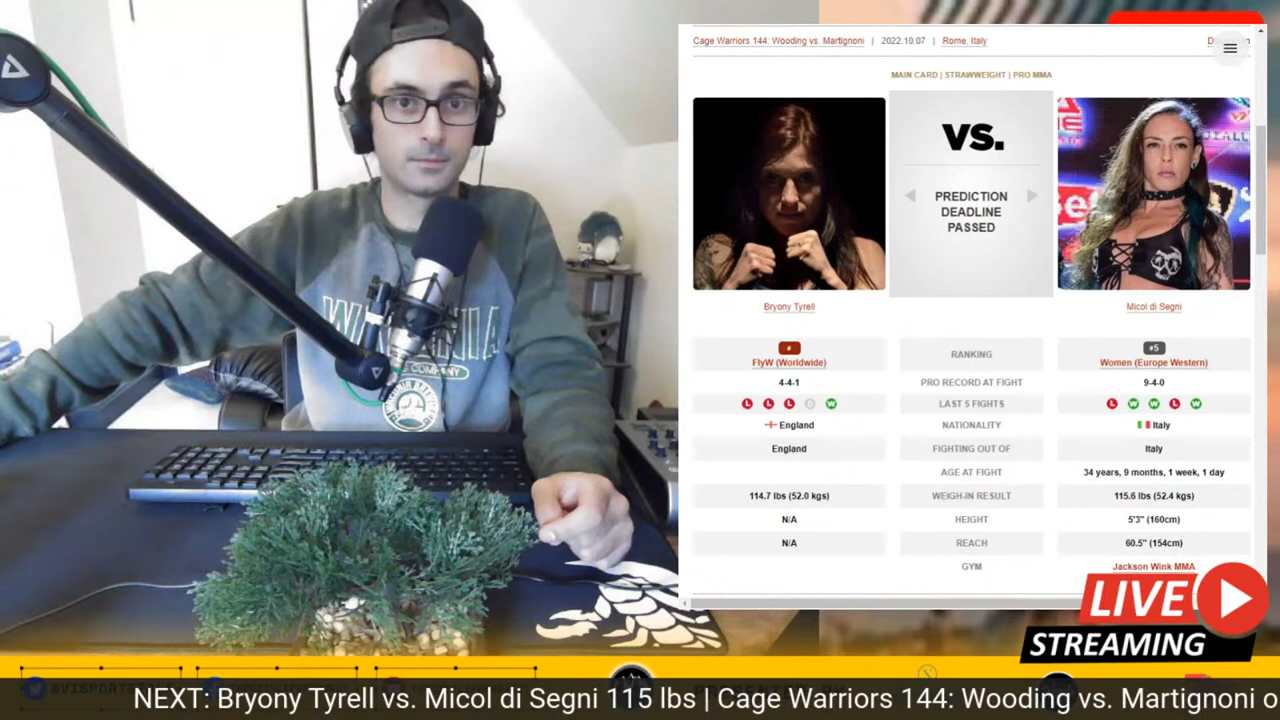 Cage Warriors 144: Wooding vs. Martignoni | 2022.10.07 | Rome, Italy
MAIN CARD | STRAWWEIGHT | PRO MMA
VS.
PREDICTION
DEADLINE
PASSED
Bryony Tyrell
Micol di Segni
# #5
FlyW (Worldwide) RANKING Women (Europe Western)
4-4-1 PRO RECORD AT FIGHT 9-4-0
L L L D W LAST 5 FIGHTS L W W L W
England NATIONALITY Italy
England FIGHTING OUT OF Italy
AGE AT FIGHT 34 years, 9 months, 1 week, 1 day
114.7 lbs (52.0 kgs) WEIGH-IN RESULT 115.6 lbs (52.4 kgs)
N/A HEIGHT 5'3" (160cm)
N/A REACH 60.5" (154cm)
GYM Jackson Wink MMA
LIVE
STREAMING
NEXT: Bryony Tyrell vs. Micol di Segni 115 lbs | Cage Warriors 144: Wooding vs. Martignoni o